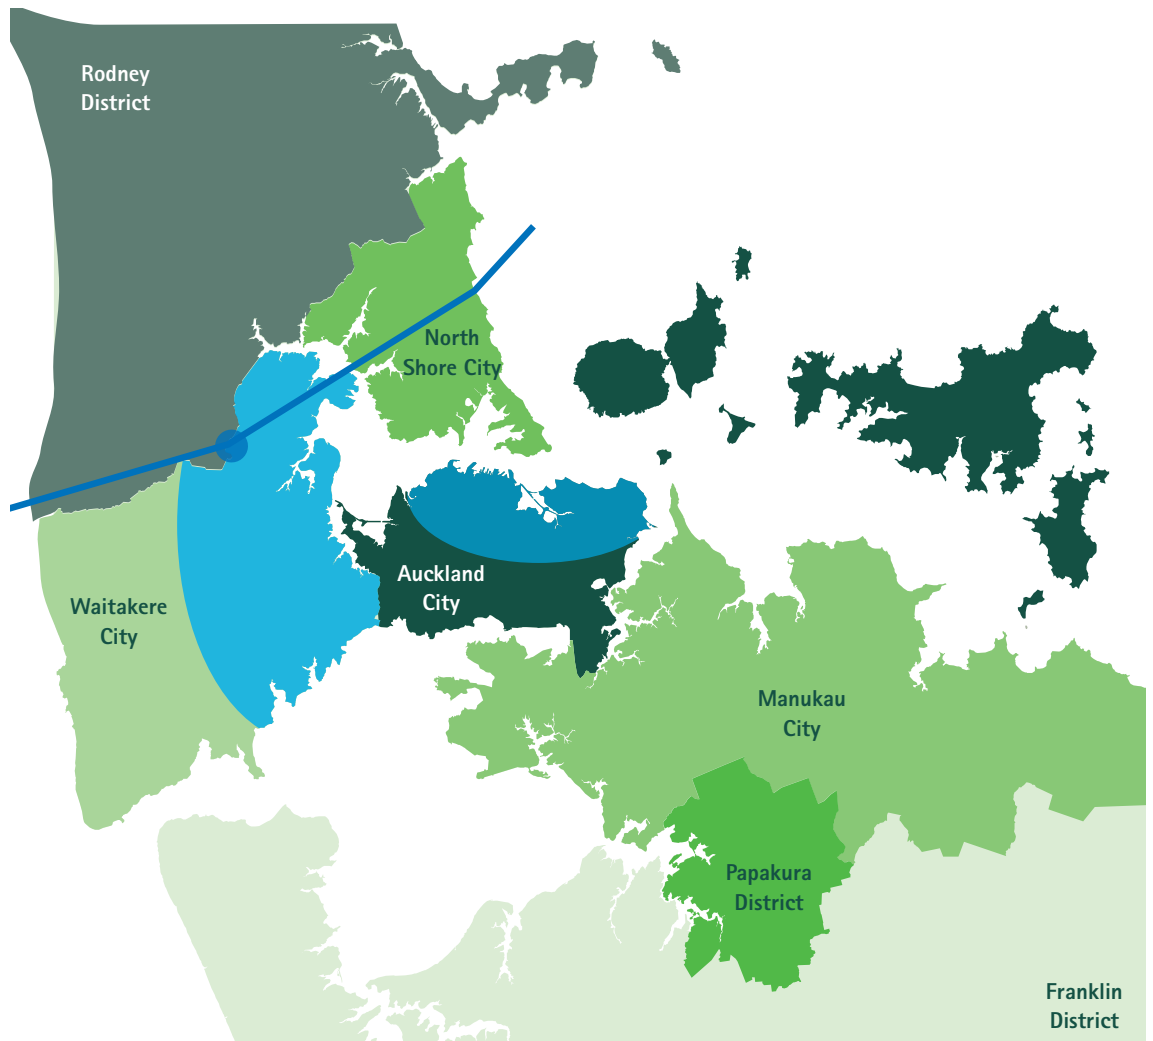 Rodney
District
North
Shore City
Auckland
City
Waitakere
City
Manukau
City
Papakura
District
Franklin
District